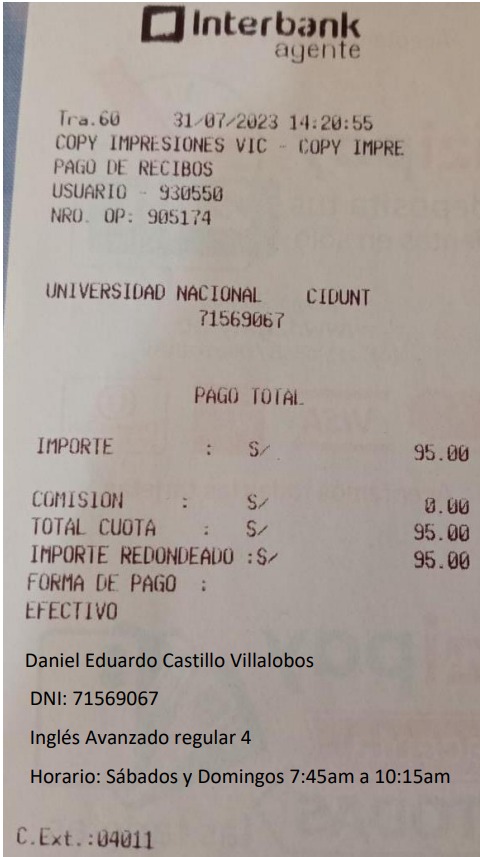 Interbank
agente
Tra.60 31/07/2023 14:20:55
COPY IMPRESIONES VIC - COPY IMPRE
PAGO DE RECIBOS
USUARIO - 930550
NRO. OP: 905174
UNIVERSIDAD NACIONAL CIDUNT
71569067
PAGO TOTAL
IMPORTE : S/ 95.00
COMISION : S/ 0.00
TOTAL CUOTA : S/ 95.00
IMPORTE REDONDEADO :S/ 95.00
FORMA DE PAGO :
EFECTIVO
Daniel Eduardo Castillo Villalobos
DNI: 71569067
Inglés Avanzado regular 4
Horario: Sábados y Domingos 7:45am a 10:15am
C.Ext.:04011